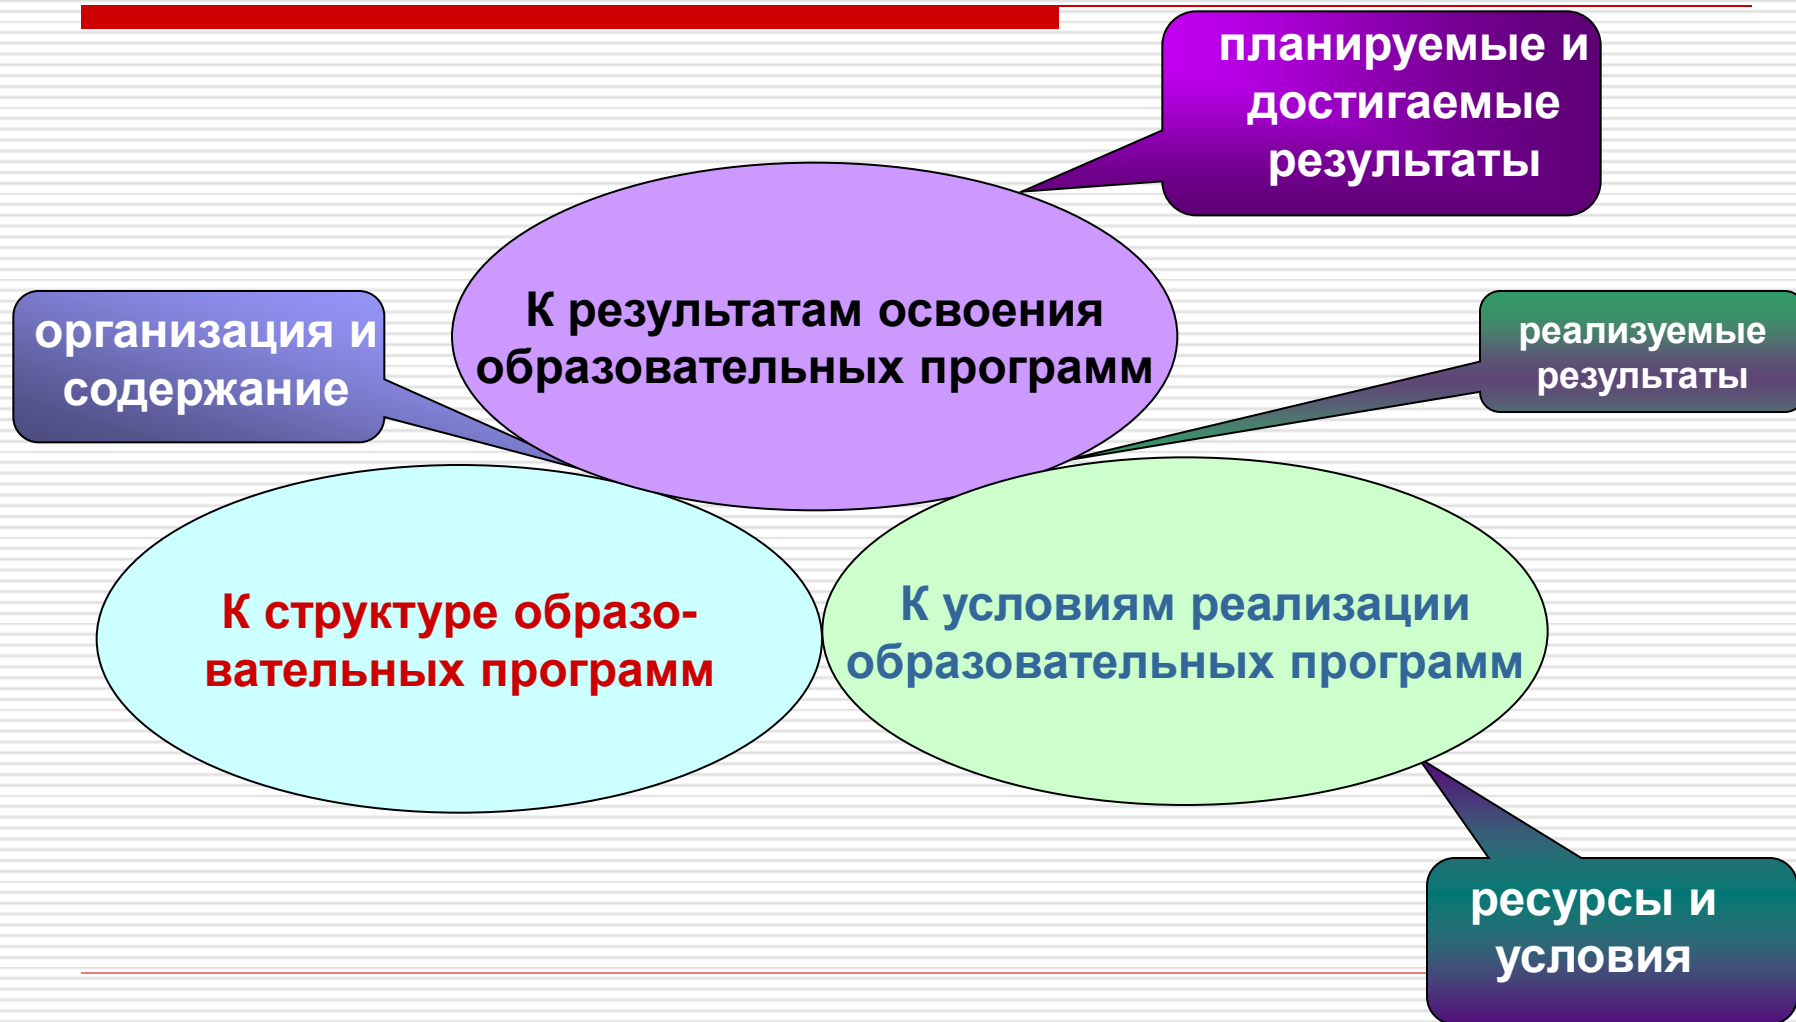 планируемые и
достигаемые
результаты
К результатам освоения
образовательных программ
организация и
содержание
реализуемые
результаты
К структуре образо-
вательных программ
К условиям реализации
образовательных программ
ресурсы и
условия